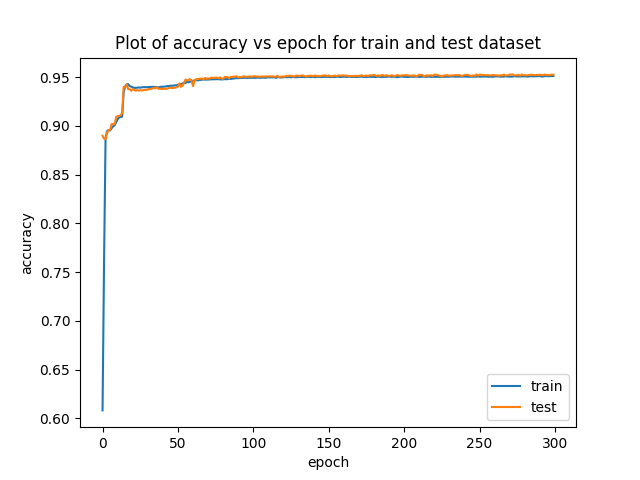 Plot of accuracy vs epoch for train and test dataset
0.95
0.90
0.85
0.80
0.75
0.70
0.65
0.60
accuracy
train
test
0 50 100 150 200 250 300
epoch